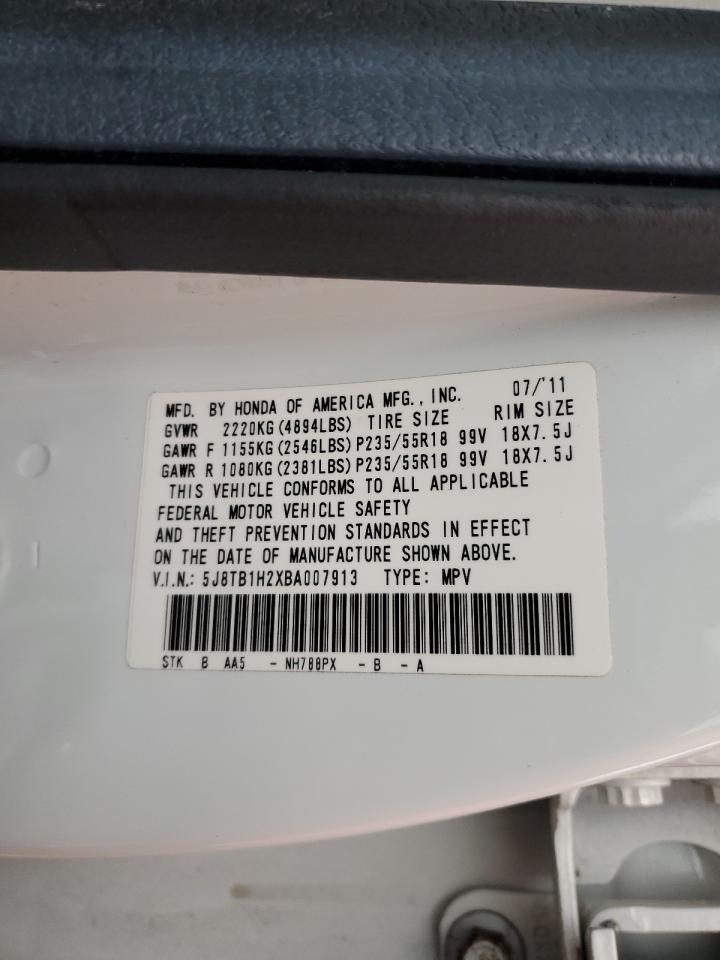 MFD. BY HONDA OF AMERICA MFG., INC. 07/'11
GVWR 2220KG(4894LBS) TIRE SIZE RIM SIZE
GAWR F 1155KG(2546LBS)P235/55R18 99V 18X7.5J
GAWR R 1080KG(2381LBS)P235/55R18 99V 18X7.5J
THIS VEHICLE CONFORMS TO ALL APPLICABLE
FEDERAL MOTOR VEHICLE SAFETY
AND THEFT PREVENTION STANDARDS IN EFFECT
ON THE DATE OF MANUFACTURE SHOWN ABOVE.
V.I.N.: 5J8TB1H2XBA007913 TYPE: MPV
STK B AA5 - NH788PX - B - A